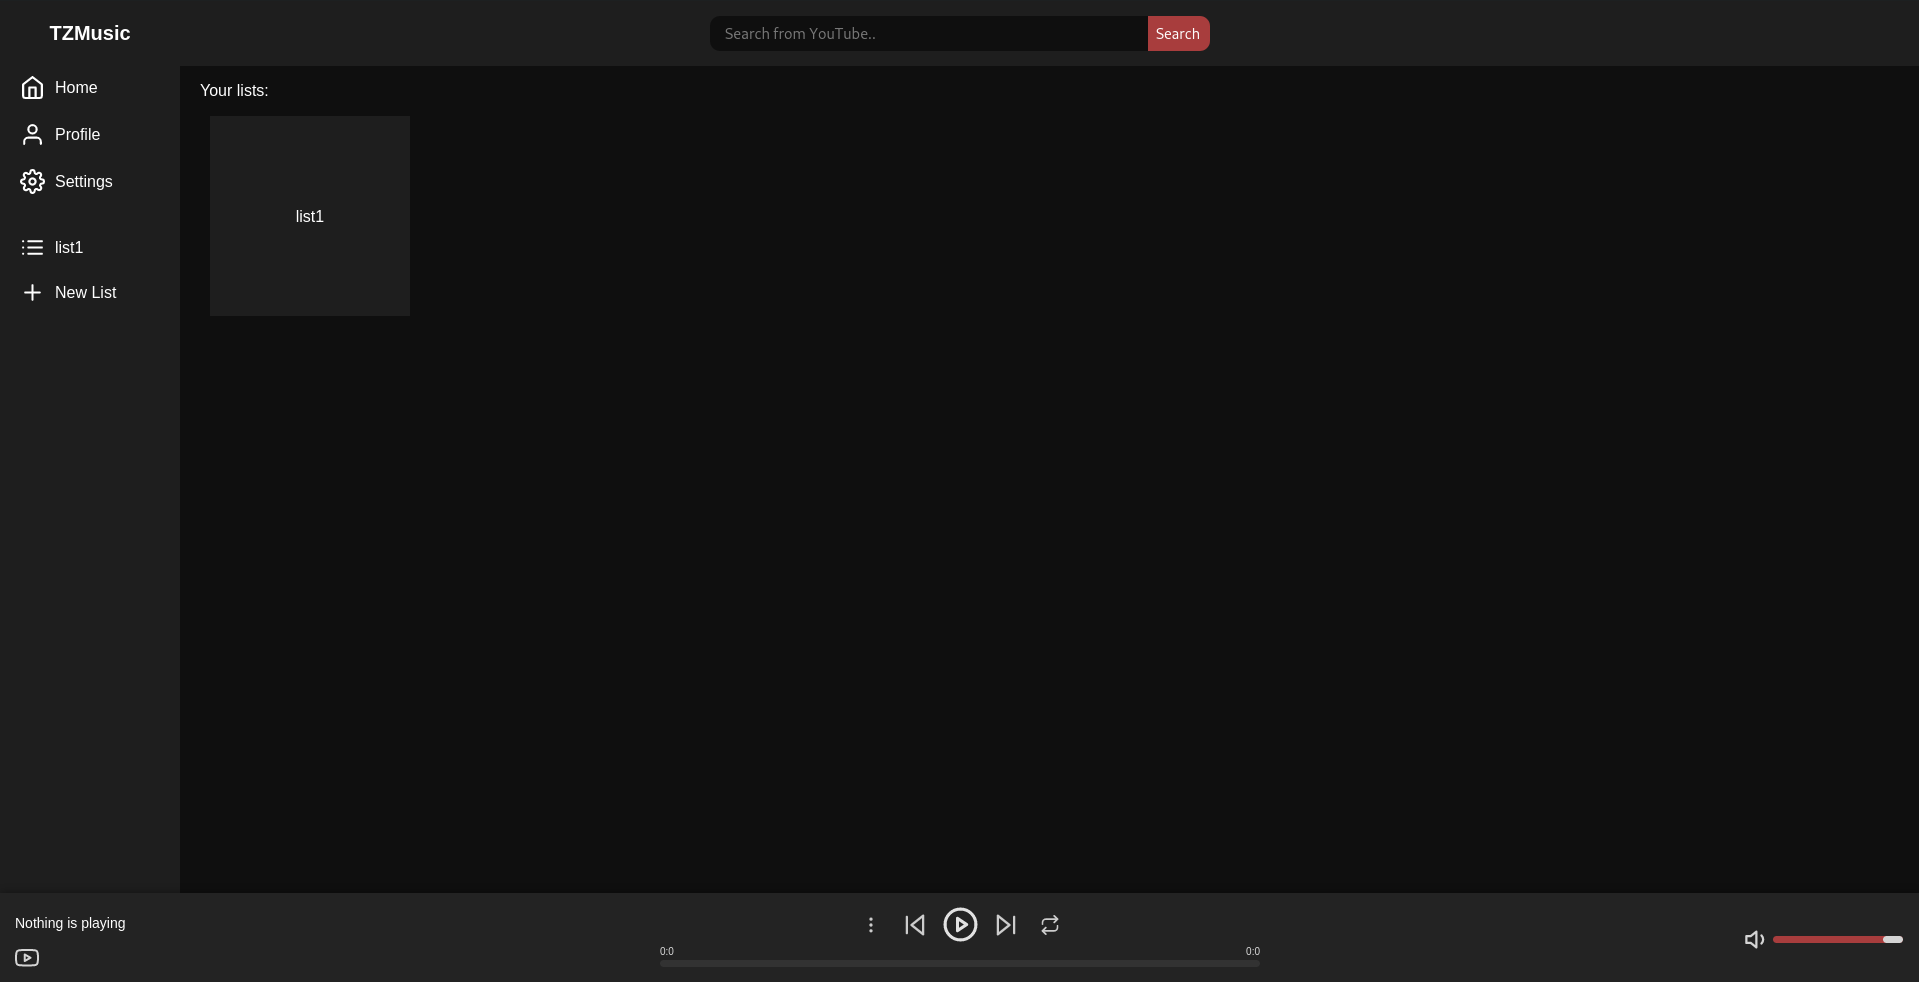 TZMusic
Search from YouTube..
Search
Home
Profile
Settings
list1
New List
Your lists:
list1
Nothing is playing
0:0
0:0